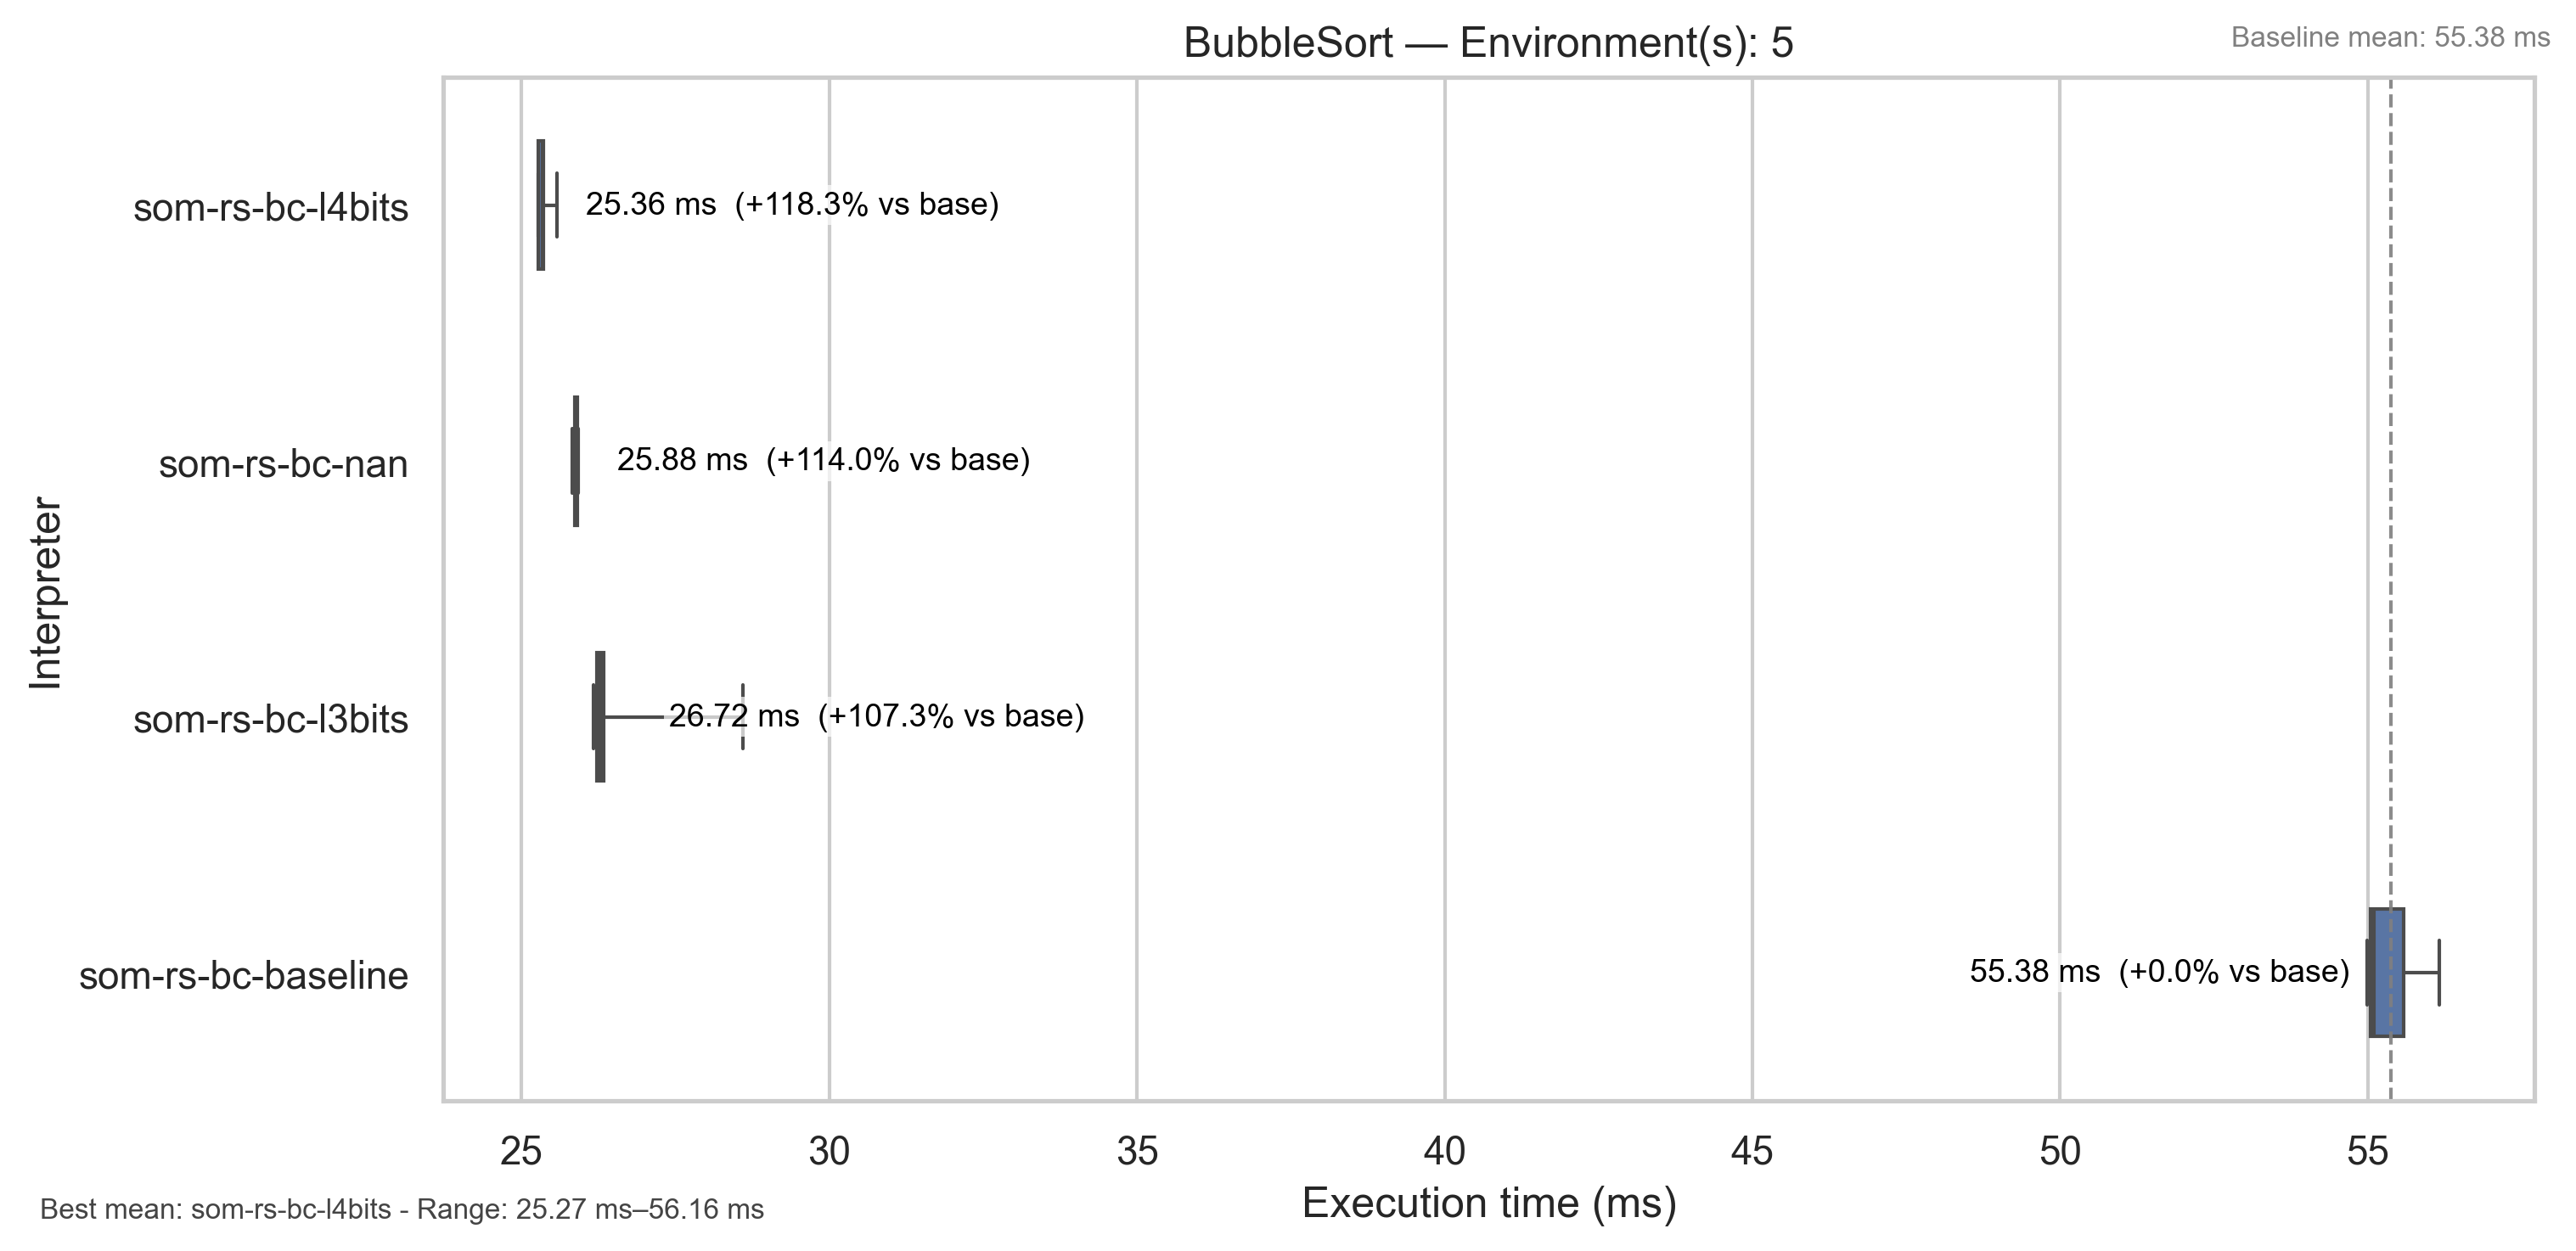 BubbleSort — Environment(s): 5
Baseline mean: 55.38 ms
Interpreter
som-rs-bc-l4bits
25.36 ms (+118.3% vs base)
som-rs-bc-nan
25.88 ms (+114.0% vs base)
som-rs-bc-l3bits
26.72 ms (+107.3% vs base)
som-rs-bc-baseline
55.38 ms (+0.0% vs base)
25 30 35 40 45 50 55
Execution time (ms)
Best mean: som-rs-bc-l4bits - Range: 25.27 ms–56.16 ms